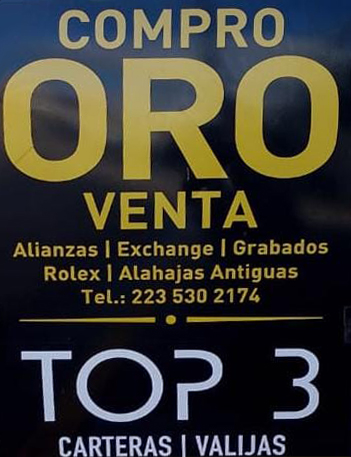 COMPRO
ORO
VENTA
Alianzas | Exchange | Grabados
Rolex | Alahajas Antiguas
Tel.: 223 530 2174
TOP 3
CARTERAS | VALIJAS